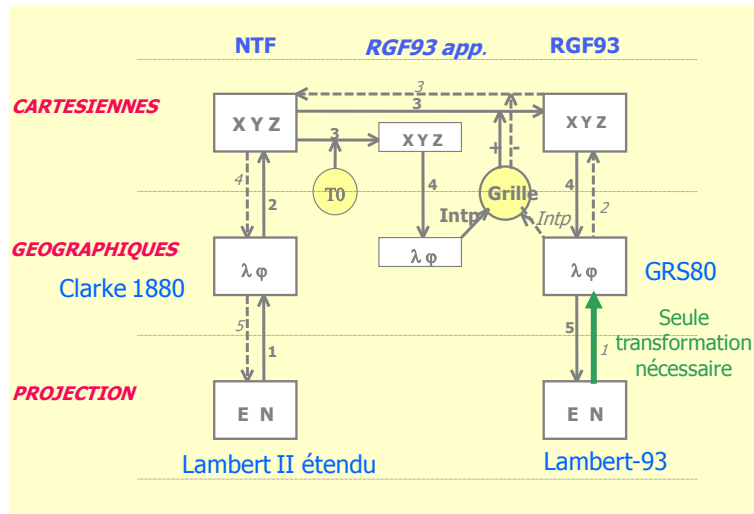 NTF RGF93 app. RGF93
3
CARTESIENNES
3
X Y Z 3 X Y Z X Y Z
+ -
4 2 T0 4 Grille 4 2
Intp Intp
GEOGRAPHIQUES
λ φ λ φ λ φ
Clarke 1880 GRS80
Seule
5 1 5 1 transformation
nécessaire
PROJECTION
E N E N
Lambert II étendu Lambert-93